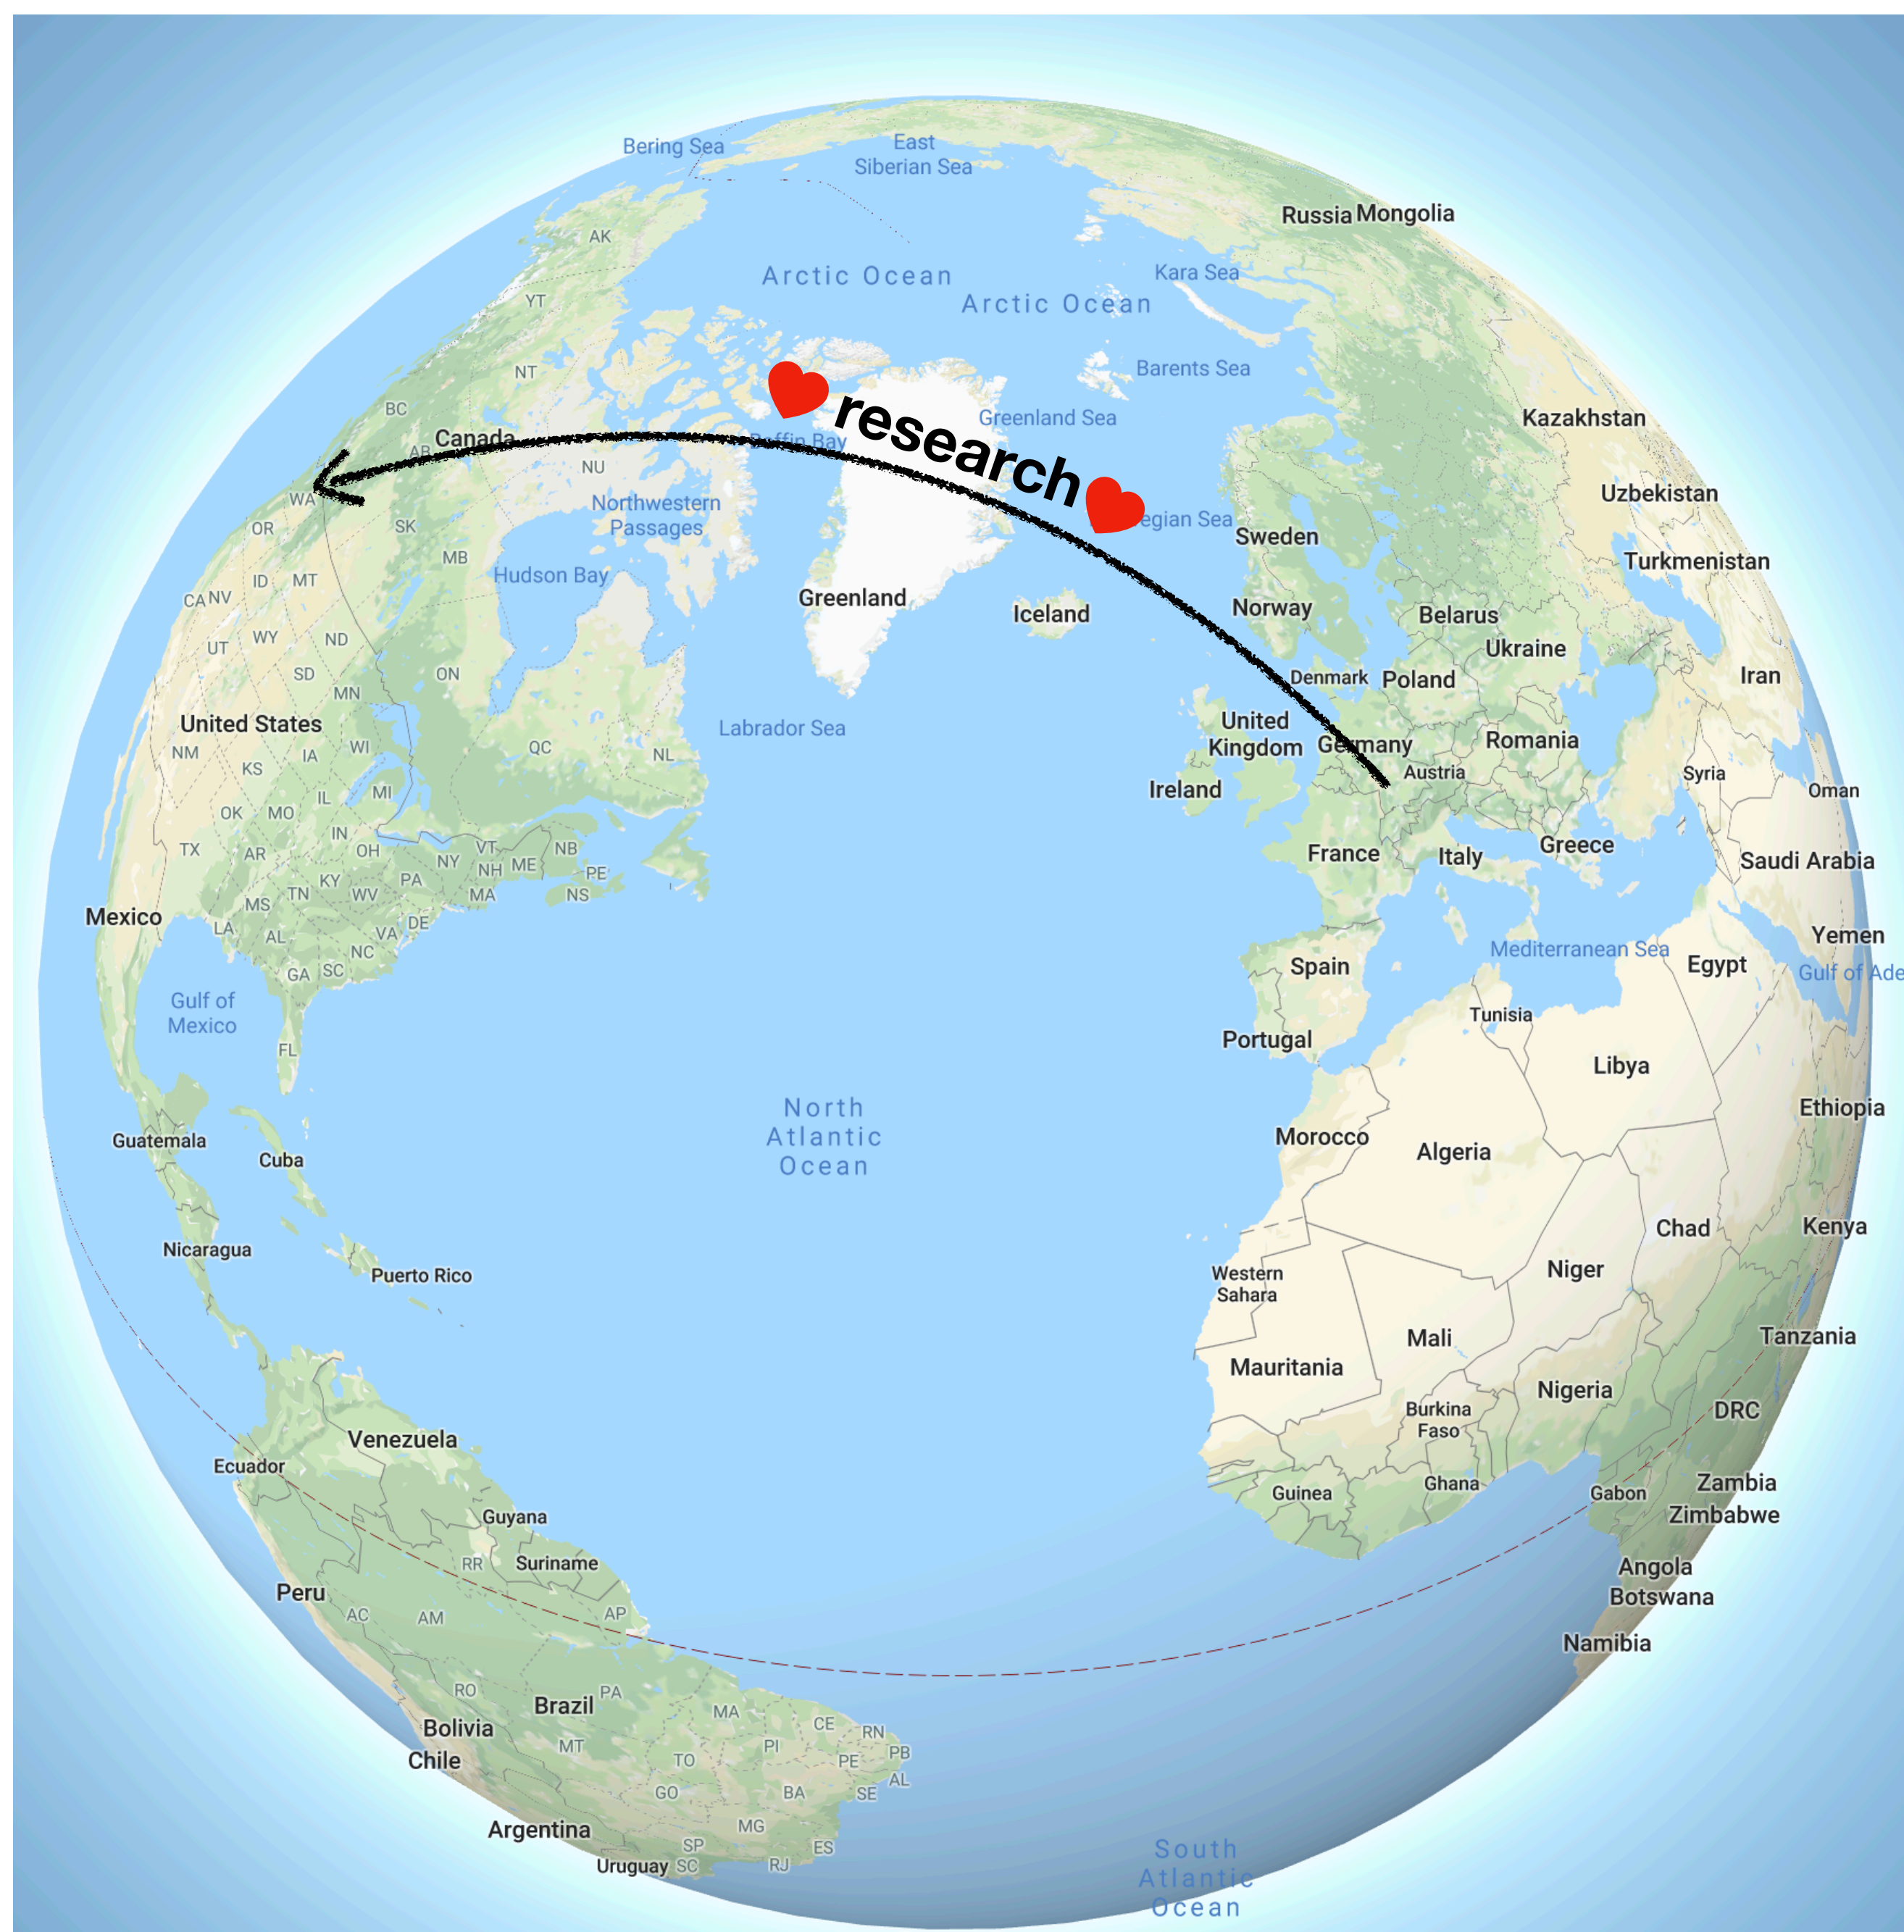 Bering Sea
East
Siberian Sea
Russia
Mongolia
AK
Arctic Ocean
Kara Sea
Arctic Ocean
YT
Barents Sea
NT
BC
research
Greenland Sea
Kazakhstan
Canada
Baffin Bay
AB
NU
WA
Northwestern
Passages
Uzbekistan
OR
SK
egian Sea
Sweden
MB
Turkmenistan
Hudson Bay
ID
MT
CA
NV
Greenland
Iceland
Norway
Belarus
UT
WY
ND
Ukraine
SD
ON
Denmark
Poland
Iran
MN
United States
Labrador Sea
United
Kingdom
Germany
Romania
NM
KS
IA
WI
QC
NL
Austria
Syria
Ireland
Oman
OK
MO
IL
MI
IN
TX
AR
OH
NY
VT
NH
ME
NB
PE
France
Italy
Greece
Saudi Arabia
KY
PA
TN
WV
MA
NS
MS
Mexico
LA
AL
VA
DE
Yemen
NC
Mediterranean Sea
GA
SC
Spain
Egypt
Gulf of Ade
Gulf of
Mexico
Tunisia
FL
Portugal
Libya
North
Atlantic
Ocean
Ethiopia
Guatemala
Cuba
Morocco
Algeria
Nicaragua
Chad
Kenya
Puerto Rico
Western
Sahara
Niger
Mali
Tanzania
Mauritania
Nigeria
Burkina
Faso
DRC
Venezuela
Ecuador
Guinea
Ghana
Gabon
Zambia
Guyana
Zimbabwe
RR
Suriname
Angola
Peru
AC
AM
AP
Botswana
Namibia
RO
Brazil
PA
MA
Bolivia
CE
RN
Chile
MT
TO
PI
PE
PB
AL
GO
BA
SE
Argentina
MG
SP
ES
Uruguay
SC
RJ
South
Atlantic
Ocean